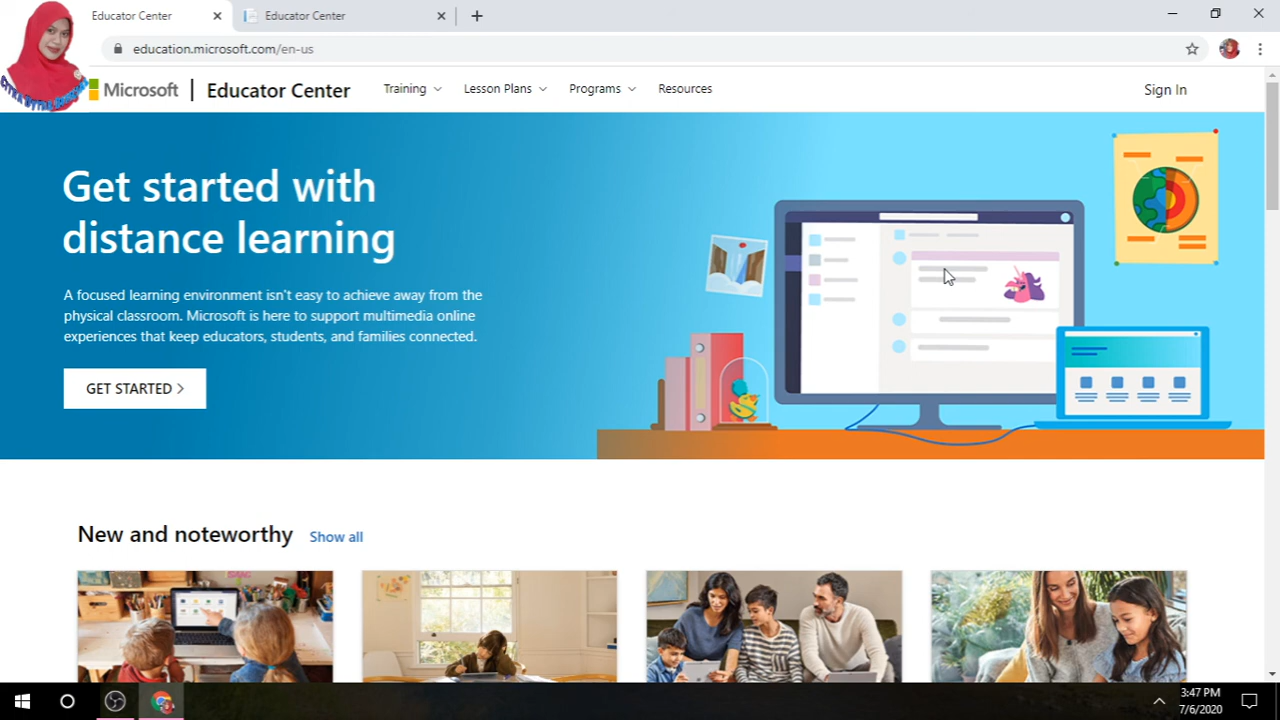 Educator Center
Educator Center
education.microsoft.com/en-us
Microsoft | Educator Center
Training
Lesson Plans
Programs
Resources
Sign In
Get started with
distance learning
A focused learning environment isn't easy to achieve away from the
physical classroom. Microsoft is here to support multimedia online
experiences that keep educators, students, and families connected.
GET STARTED
New and noteworthy
Show all
3:47 PM
7/6/2020